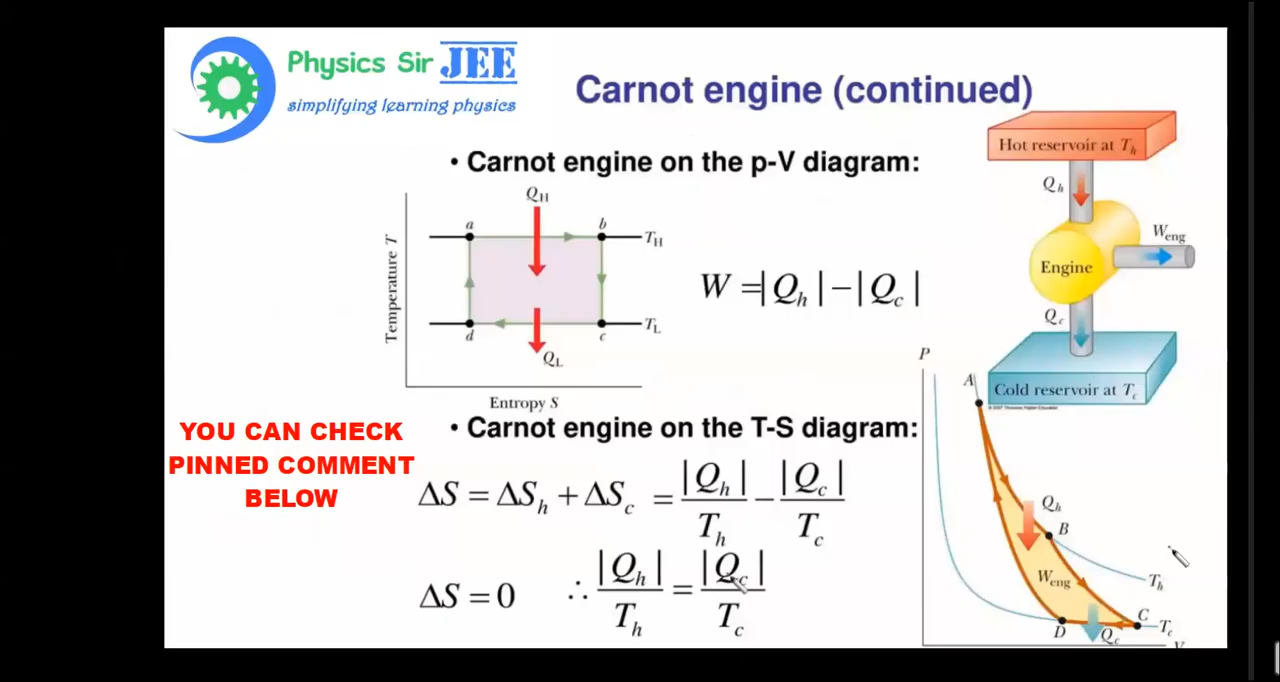 Physics Sir JEE
simplifying learning physics
Carnot engine (continued)
• Carnot engine on the p-V diagram:
Q_H
a
b
T_H
Temperature T
d
c
T_L
Q_L
Entropy S
W =|Q_h|−|Q_c|
Hot reservoir at T_h
Q_h
W_eng
Engine
Q_c
Cold reservoir at T_c
• Carnot engine on the T-S diagram:
YOU CAN CHECK
PINNED COMMENT
BELOW
ΔS = ΔS_h + ΔS_c = |Q_h|/T_h − |Q_c|/T_c
ΔS = 0 ∴ |Q_h|/T_h = |Q_c|/T_c
P
A
Q_h
B
W_eng
T_h
C
D
Q_c
T_c
V